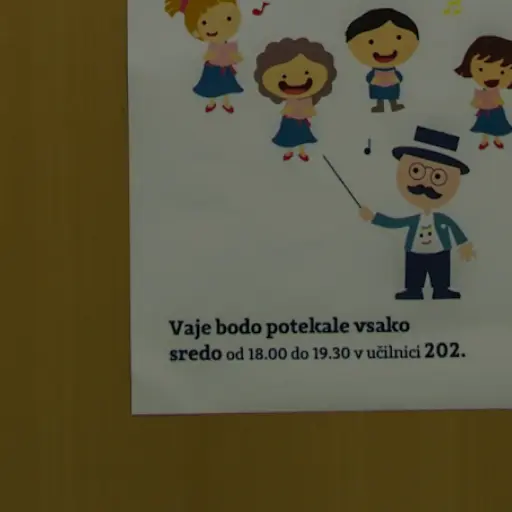 Vaje bodo potekale vsako
sredo od 18.00 do 19.30 v učilnici 202.